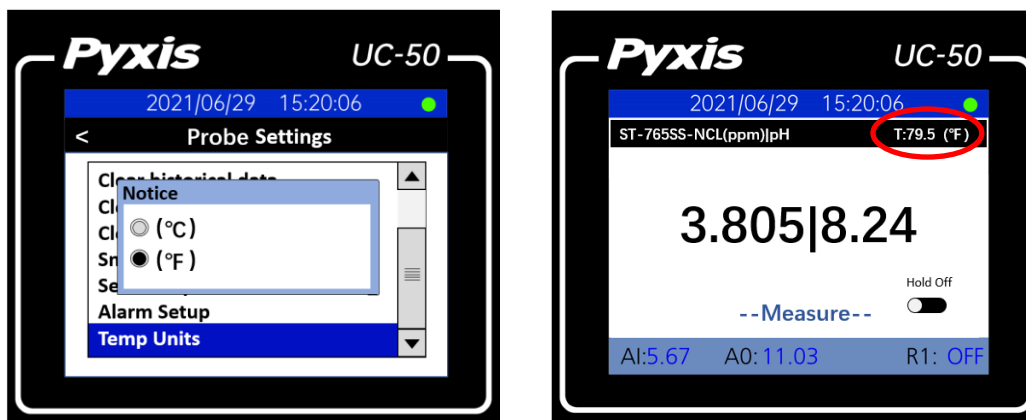 Pyxis UC-50
2021/06/29 15:20:06
< Probe Settings
Notice
(°C)
(°F)
Alarm Setup
Temp Units
Pyxis UC-50
2021/06/29 15:20:06
ST-765SS-NCL(ppm)|pH T:79.5 (°F)
3.805|8.24
Hold Off
--Measure--
AI:5.67 A0:11.03 R1: OFF